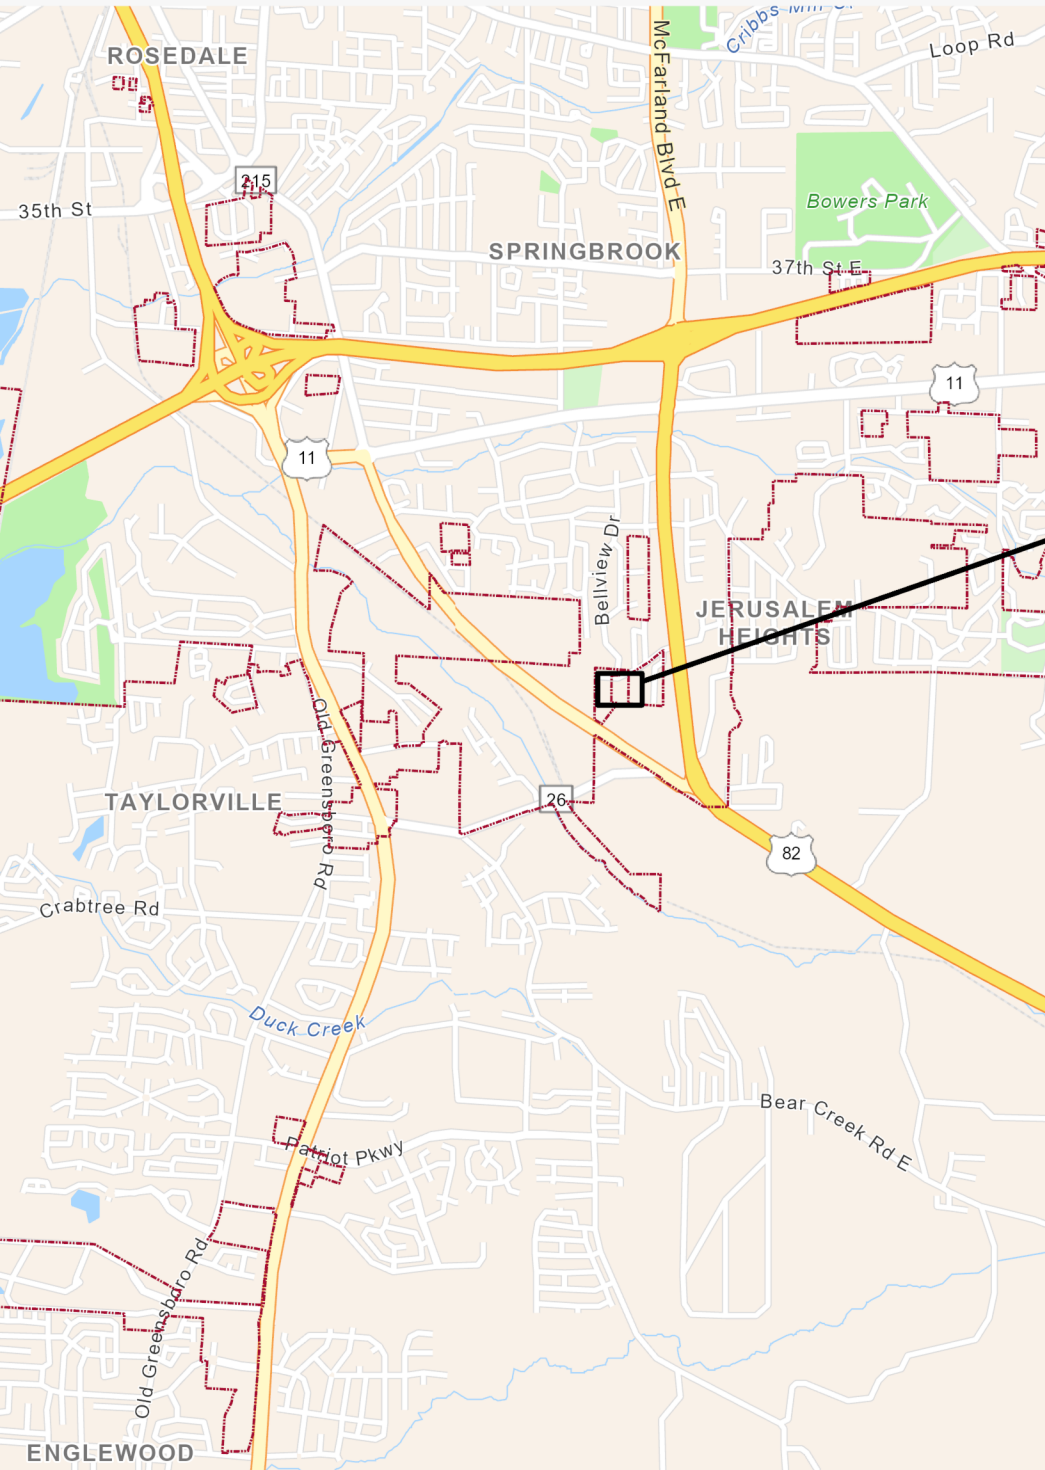 Cribbs Mill Cr
Loop Rd
ROSEDALE
McFarland Blvd E
215
35th St
Bowers Park
SPRINGBROOK
37th St E
11
11
Bellview Dr
JERUSALEM
HEIGHTS
Old Greensboro Rd
TAYLORVILLE
26
82
Crabtree Rd
Duck Creek
Bear Creek Rd E
Patriot Pkwy
Old Greensboro Rd
ENGLEWOOD